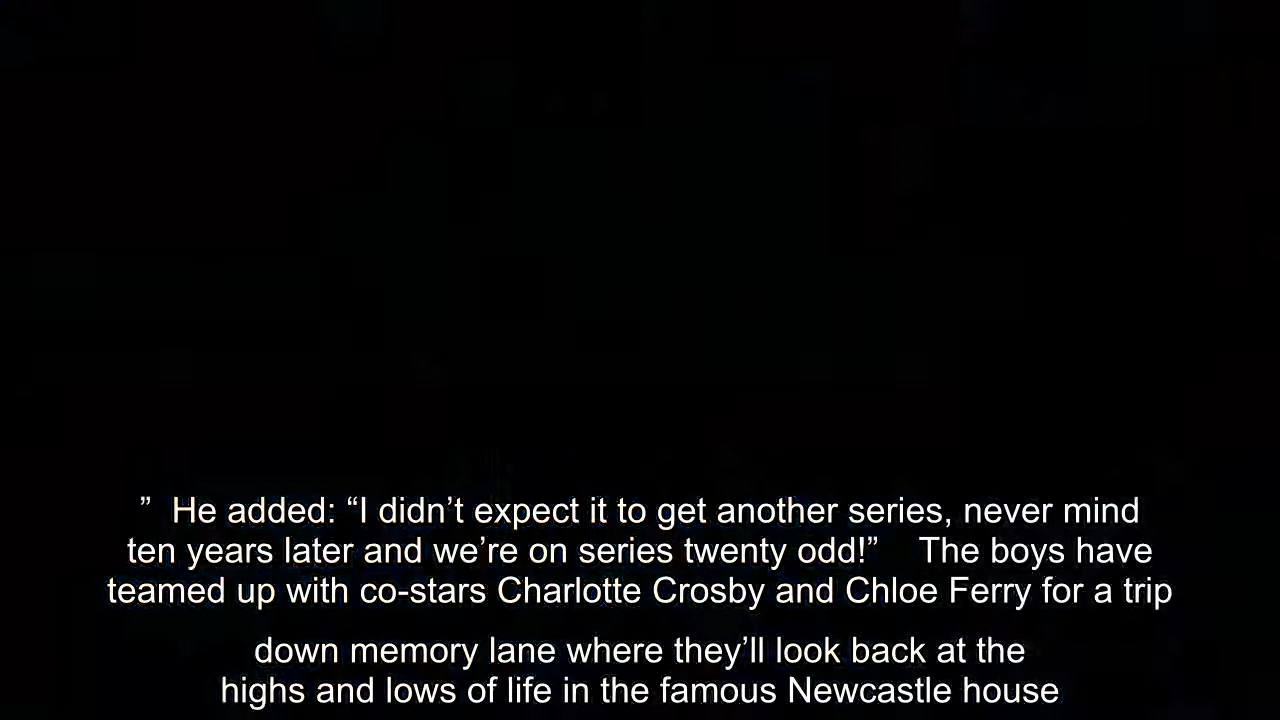 ”  He added: “I didn’t expect it to get another series, never mind
ten years later and we’re on series twenty odd!”    The boys have
teamed up with co-stars Charlotte Crosby and Chloe Ferry for a trip
down memory lane where they’ll look back at the
highs and lows of life in the famous Newcastle house